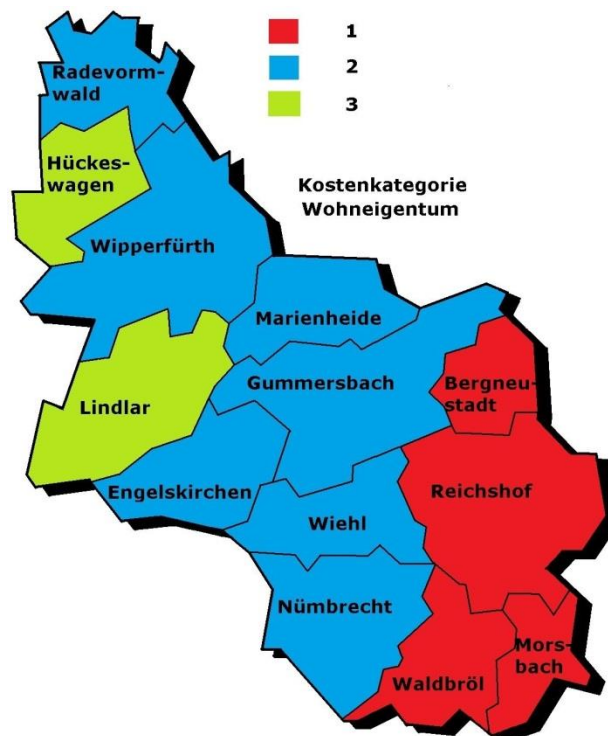 1
2
3
Radevorm-
wald
Hückes-
wagen
Kostenkategorie
Wohneigentum
Wipperfürth
Marienheide
Gummersbach
Bergneu-
stadt
Lindlar
Engelskirchen
Reichshof
Wiehl
Nümbrecht
Mors-
bach
Waldbröl